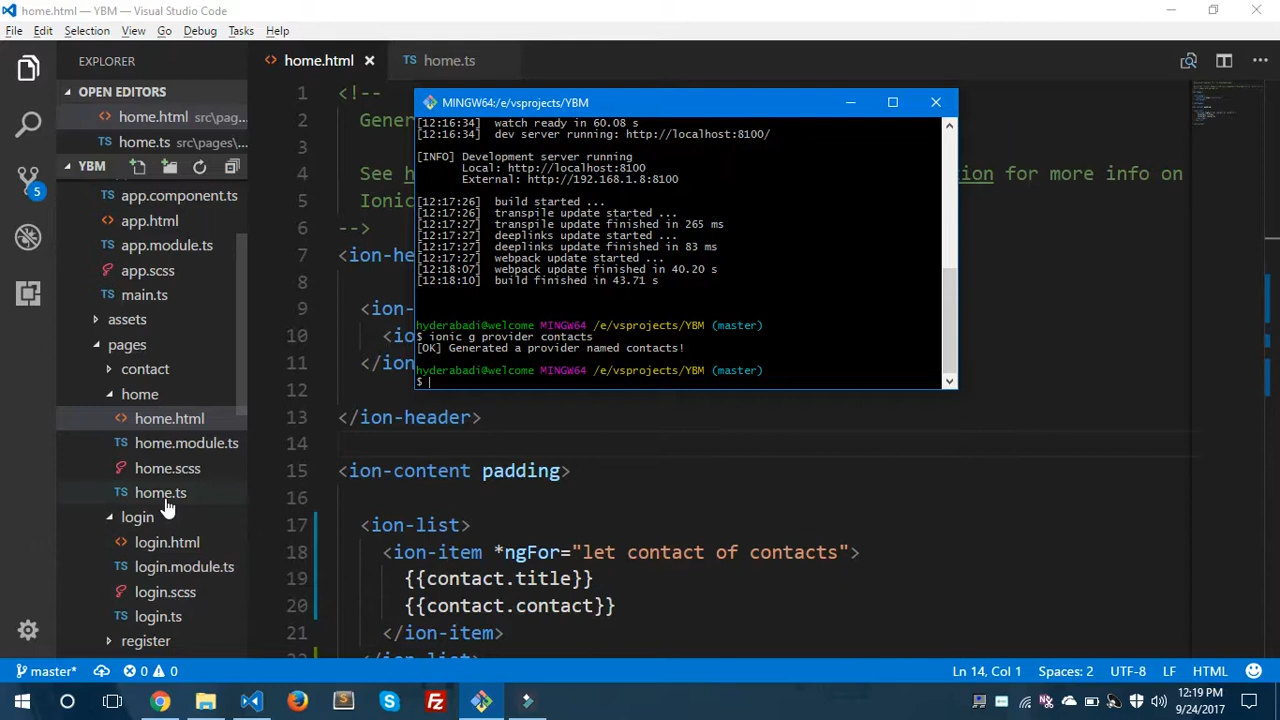 home.html — YBM — Visual Studio Code
File Edit Selection View Go Debug Tasks Help
EXPLORER
home.html
TS home.ts
OPEN EDITORS
home.html src\pag...
home.ts src\pages\...
YBM
app.component.ts
app.html
app.module.ts
app.scss
main.ts
assets
pages
contact
home
home.html
TS home.module.ts
home.scss
TS home.ts
login
login.html
TS login.module.ts
login.scss
TS login.ts
register
5
1 <!--
2 Gener
3
4 See h ion for more info on
5 Ionic
6 -->
7 <ion-he
8
9 <ion-
10 <io
11 </ion
12
13 </ion-header>
14
15 <ion-content padding>
16
17 <ion-list>
18 <ion-item *ngFor="let contact of contacts">
19 {{contact.title}}
20 {{contact.contact}}
21 </ion-item>
MINGW64:/e/vsprojects/YBM
[12:16:34] watch ready in 60.08 s
[12:16:34] dev server running: http://localhost:8100/
[INFO] Development server running
Local: http://localhost:8100
External: http://192.168.1.8:8100
[12:17:26] build started ...
[12:17:26] transpile update started ...
[12:17:27] transpile update finished in 265 ms
[12:17:27] deeplinks update started ...
[12:17:27] deeplinks update finished in 83 ms
[12:17:27] webpack update started ...
[12:18:07] webpack update finished in 40.20 s
[12:18:10] build finished in 43.71 s
hyderabadi@welcome MINGW64 /e/vsprojects/YBM (master)
$ ionic g provider contacts
[OK] Generated a provider named contacts!
hyderabadi@welcome MINGW64 /e/vsprojects/YBM (master)
$
master* 0 0 Ln 14, Col 1 Spaces: 2 UTF-8 LF HTML
12:19 PM
9/24/2017